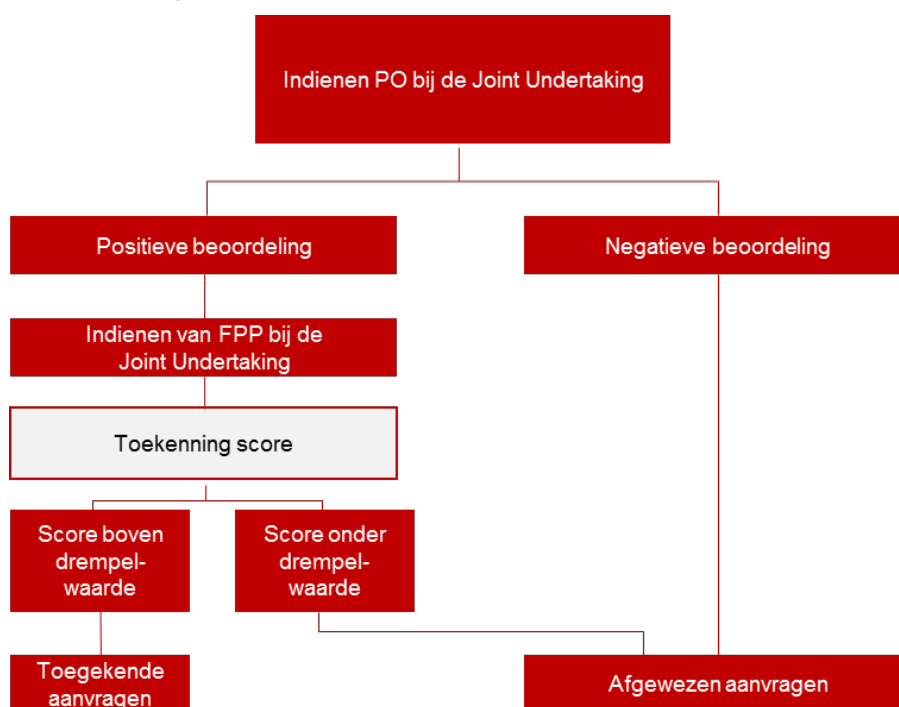 Indienen PO bij de Joint Undertaking
Positieve beoordeling
Negatieve beoordeling
Indienen van FPP bij de
Joint Undertaking
Toekenning score
Score boven
drempel-
waarde
Score onder
drempel-
waarde
Toegekende
aanvragen
Afgewezen aanvragen